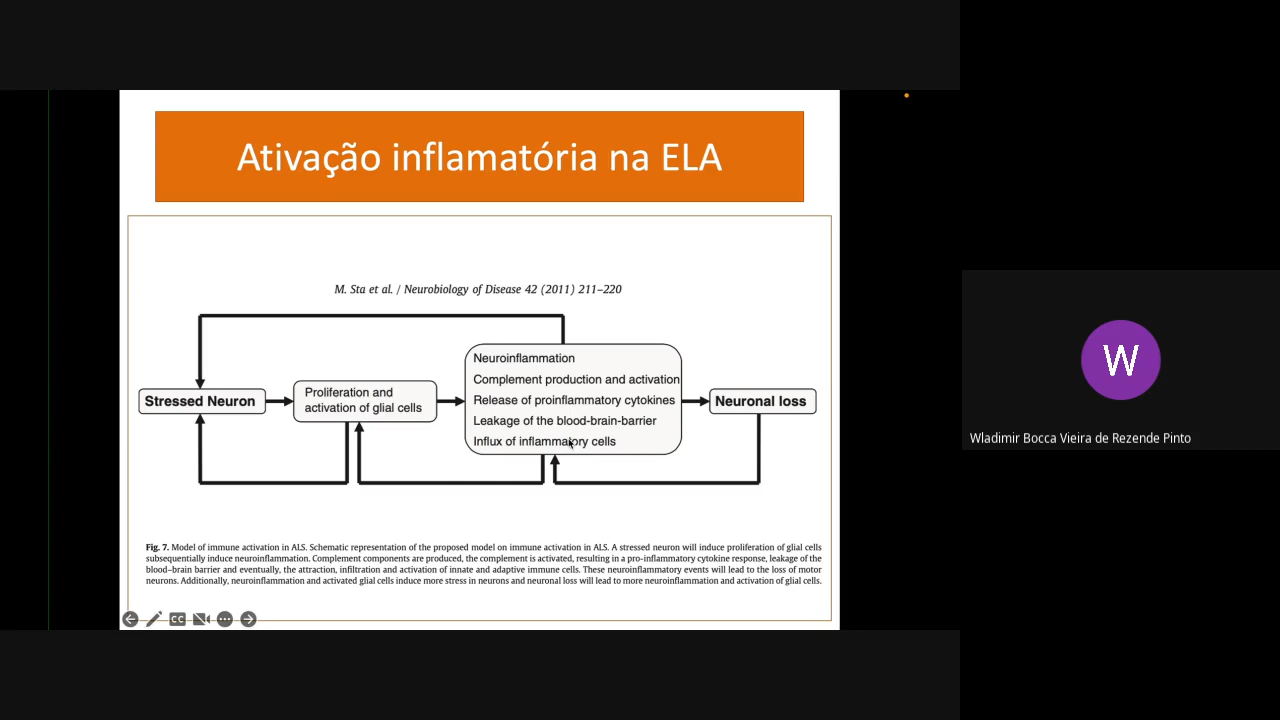 Ativação inflamatória na ELA
M. Sta et al. / Neurobiology of Disease 42 (2011) 211–220
Stressed Neuron
Proliferation and
activation of glial cells
Neuroinflammation
Complement production and activation
Release of proinflammatory cytokines
Leakage of the blood-brain-barrier
Influx of inflammatory cells
Neuronal loss
Fig. 7. Model of immune activation in ALS. Schematic representation of the proposed model on immune activation in ALS. A stressed neuron will induce proliferation of glial cells
subsequentially induce neuroinflammation. Complement components are produced, the complement is activated, resulting in a pro-inflammatory cytokine response, leakage of the
blood–brain barrier and eventually, the attraction, infiltration and activation of innate and adaptive immune cells. These neuroinflammatory events will lead to the loss of motor
neurons. Additionally, neuroinflammation and activated glial cells induce more stress in neurons and neuronal loss will lead to more neuroinflammation and activation of glial cells.
CC
W
Wladimir Bocca Vieira de Rezende Pinto